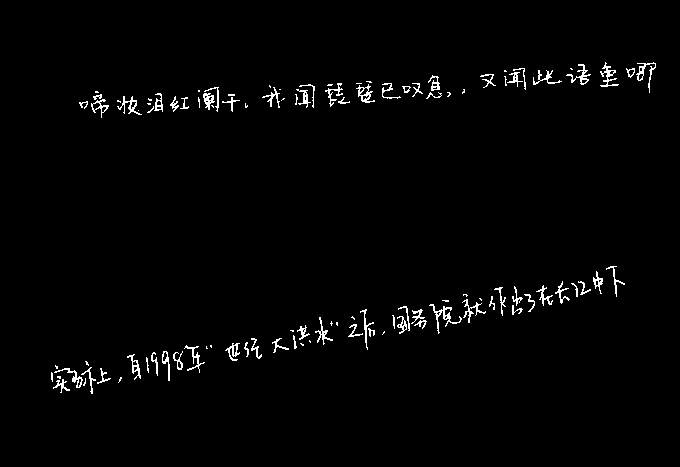 啼妆泪红阑干。我闻琵琶已叹息，，又闻此语重唧
实际上，自1998年“世纪大洪水”之后，国务院就作出了在长江中下